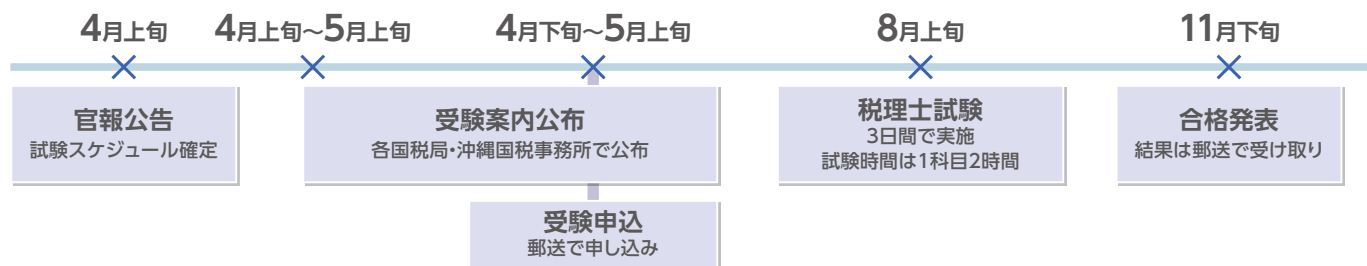 4月上旬
4月上旬〜5月上旬
4月下旬〜5月上旬
8月上旬
11月下旬
官報公告
試験スケジュール確定
受験案内公布
各国税局・沖縄国税事務所で公布
税理士試験
3日間で実施
試験時間は1科目2時間
合格発表
結果は郵送で受け取り
受験申込
郵送で申し込み